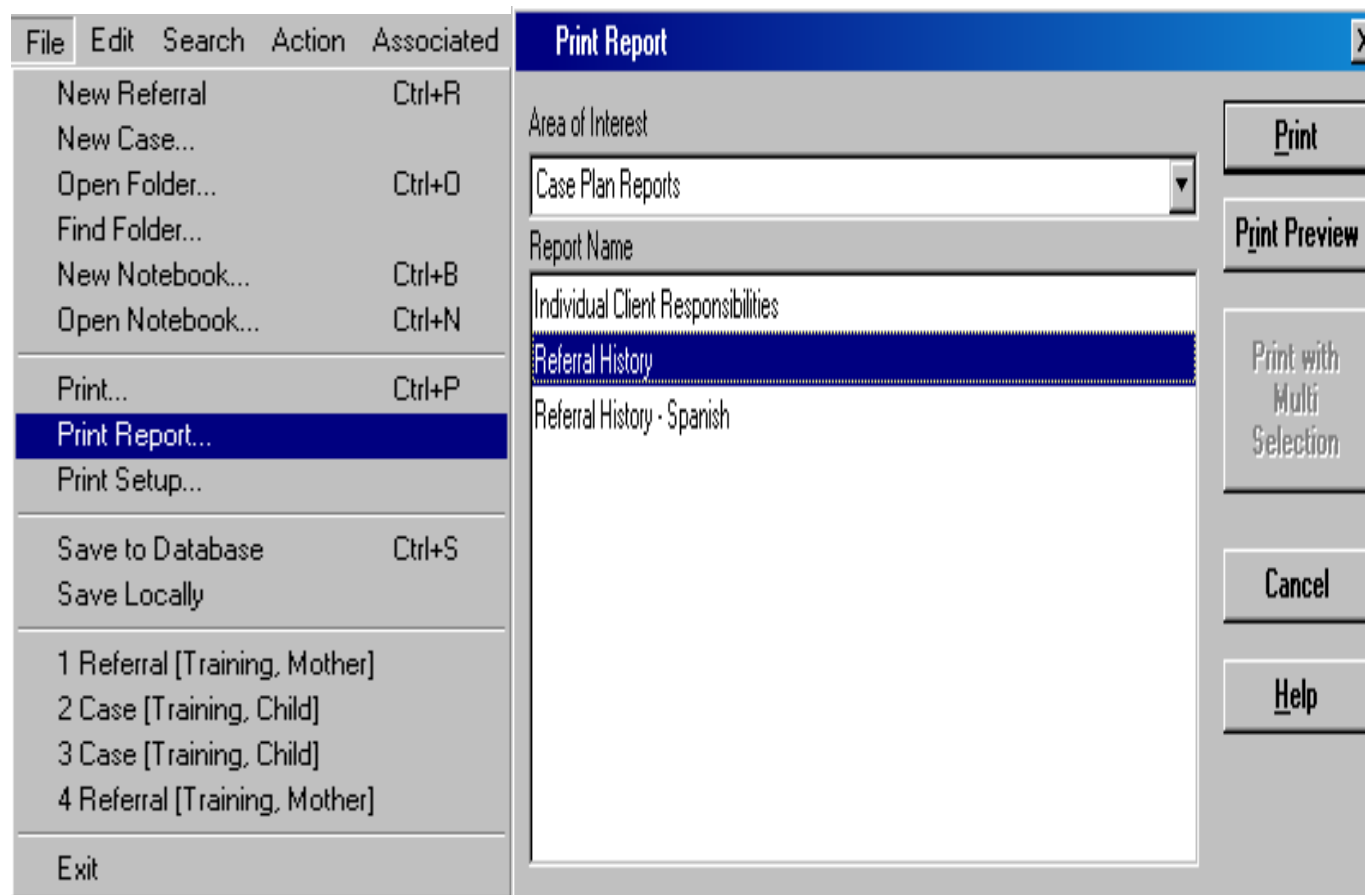 File Edit Search Action Associated
New Referral Ctrl+R
New Case...
Open Folder... Ctrl+O
Find Folder...
New Notebook... Ctrl+B
Open Notebook... Ctrl+N
Print... Ctrl+P
Print Report...
Print Setup...
Save to Database Ctrl+S
Save Locally
1 Referral [Training, Mother]
2 Case [Training, Child]
3 Case [Training, Child]
4 Referral [Training, Mother]
Exit
Print Report
Area of Interest
Case Plan Reports
Report Name
Individual Client Responsibilities
Referral History
Referral History - Spanish
Print
Print Preview
Print with
Multi
Selection
Cancel
Help